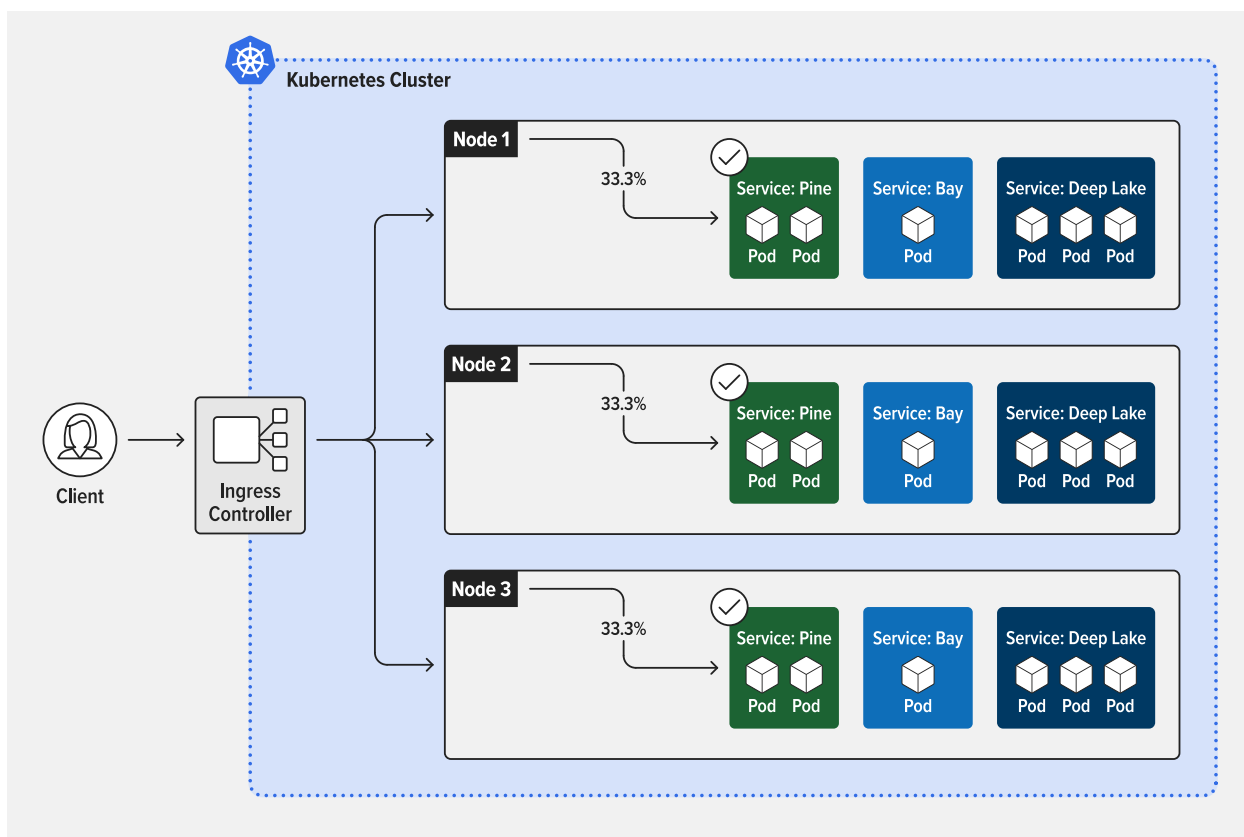 Kubernetes Cluster
Node 1
33.3%
Service: Pine
Pod Pod
Service: Bay
Pod
Service: Deep Lake
Pod Pod Pod
Node 2
33.3%
Service: Pine
Pod Pod
Service: Bay
Pod
Service: Deep Lake
Pod Pod Pod
Client
Ingress
Controller
Node 3
33.3%
Service: Pine
Pod Pod
Service: Bay
Pod
Service: Deep Lake
Pod Pod Pod